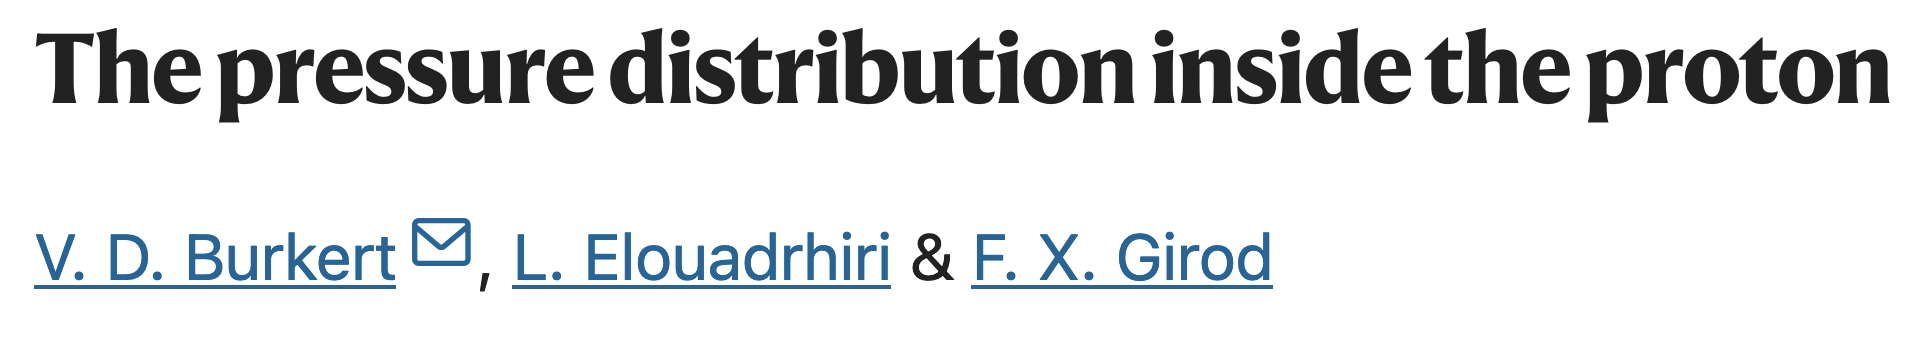 The pressure distribution inside the proton
V. D. Burkert, L. Elouadrhiri & F. X. Girod